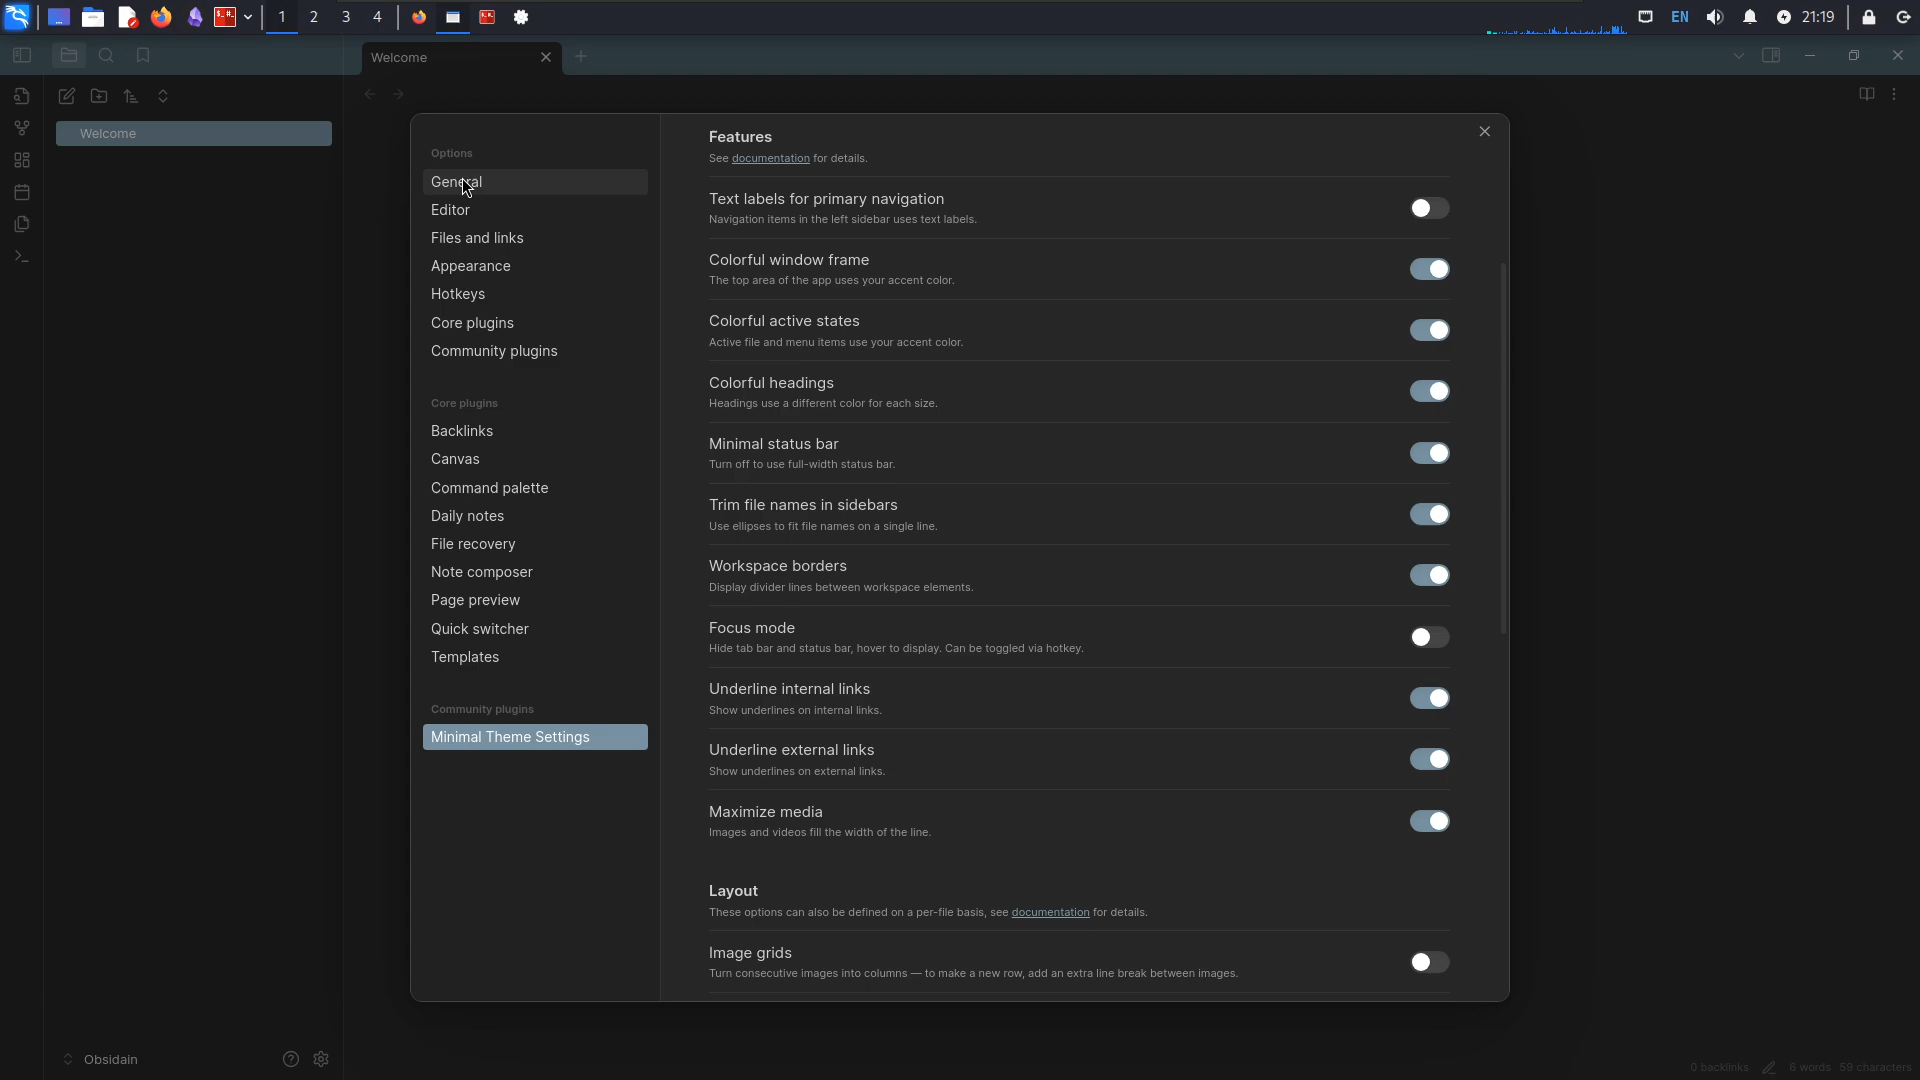 1 2 3 4
EN 21:19
Welcome
Welcome
Options
General
Editor
Files and links
Appearance
Hotkeys
Core plugins
Community plugins
Core plugins
Backlinks
Canvas
Command palette
Daily notes
File recovery
Note composer
Page preview
Quick switcher
Templates
Community plugins
Minimal Theme Settings
Features
See documentation for details.
Text labels for primary navigation
Navigation items in the left sidebar uses text labels.
Colorful window frame
The top area of the app uses your accent color.
Colorful active states
Active file and menu items use your accent color.
Colorful headings
Headings use a different color for each size.
Minimal status bar
Turn off to use full-width status bar.
Trim file names in sidebars
Use ellipses to fit file names on a single line.
Workspace borders
Display divider lines between workspace elements.
Focus mode
Hide tab bar and status bar, hover to display. Can be toggled via hotkey.
Underline internal links
Show underlines on internal links.
Underline external links
Show underlines on external links.
Maximize media
Images and videos fill the width of the line.
Layout
These options can also be defined on a per-file basis, see documentation for details.
Image grids
Turn consecutive images into columns — to make a new row, add an extra line break between images.
Obsidain
0 backlinks 6 words 59 characters